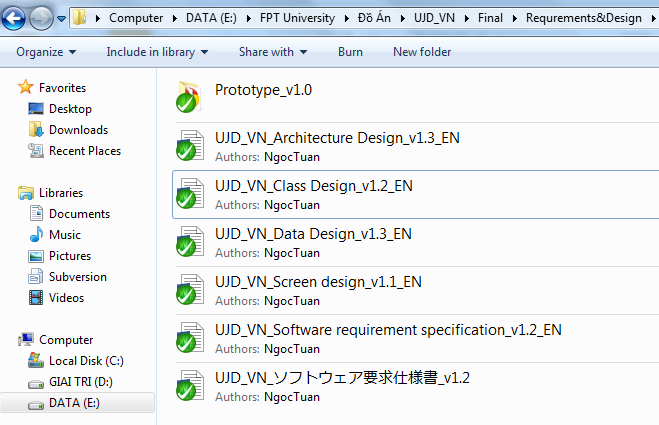 Computer DATA (E:) FPT University Đồ Án UJD_VN Final Requrements&Design
Organize Include in library Share with Burn New folder
Favorites
Desktop
Downloads
Recent Places
Libraries
Documents
Music
Pictures
Subversion
Videos
Computer
Local Disk (C:)
GIAI TRI (D:)
DATA (E:)
Prototype_v1.0
UJD_VN_Architecture Design_v1.3_EN
Authors: NgocTuan
UJD_VN_Class Design_v1.2_EN
Authors: NgocTuan
UJD_VN_Data Design_v1.3_EN
Authors: NgocTuan
UJD_VN_Screen design_v1.1_EN
Authors: NgocTuan
UJD_VN_Software requirement specification_v1.2_EN
Authors: NgocTuan
UJD_VN_ソフトウェア要求仕様書_v1.2
Authors: NgocTuan